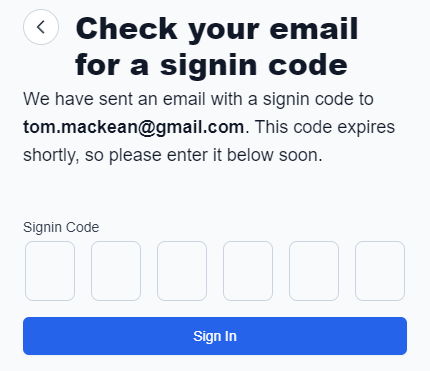 Check your email
for a signin code
We have sent an email with a signin code to
tom.mackean@gmail.com. This code expires
shortly, so please enter it below soon.
Signin Code
Sign In